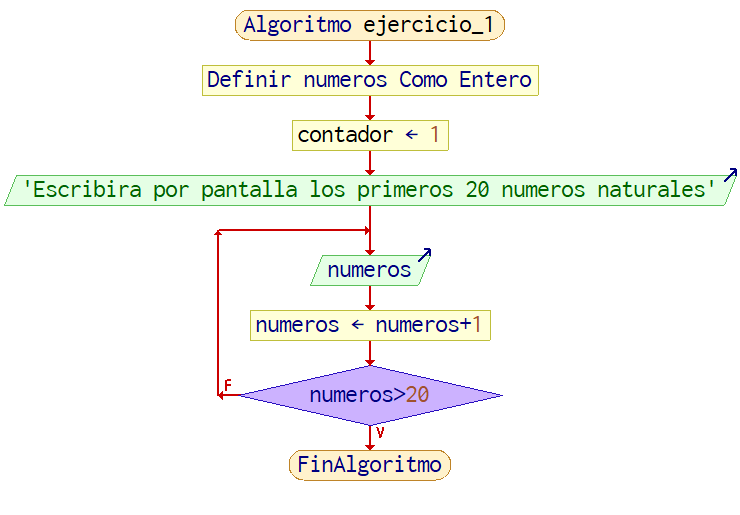 Algoritmo ejercicio_1
Definir numeros Como Entero
contador ← 1
'Escribira por pantalla los primeros 20 numeros naturales'
numeros
numeros ← numeros+1
F
numeros>20
V
FinAlgoritmo